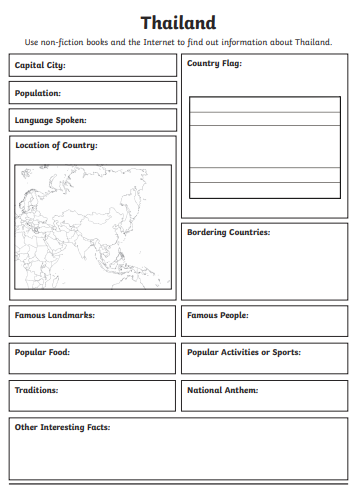 Thailand
Use non-fiction books and the Internet to find out information about Thailand.
Capital City:
Population:
Language Spoken:
Location of Country:
Country Flag:
Bordering Countries:
Famous Landmarks:
Famous People:
Popular Food:
Popular Activities or Sports:
Traditions:
National Anthem:
Other Interesting Facts: